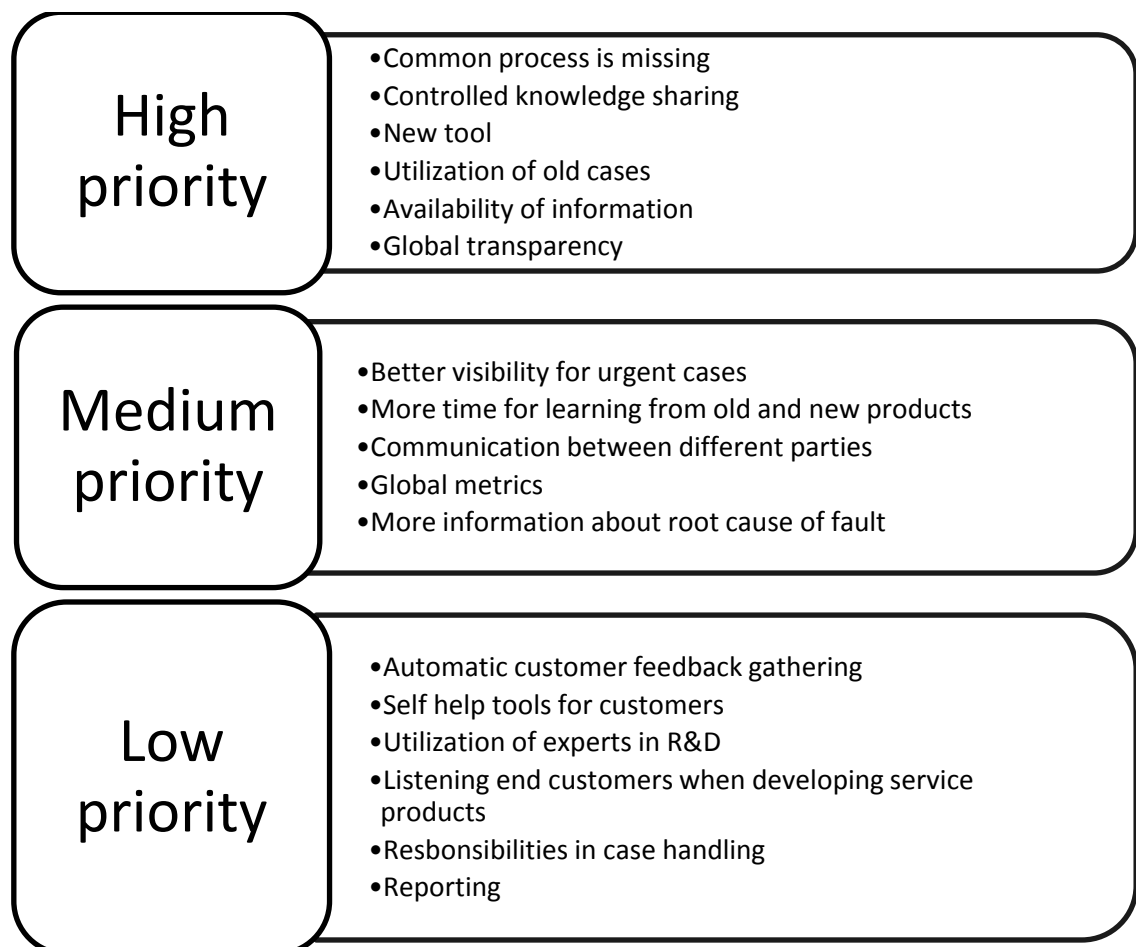 High
priority
•Common process is missing
•Controlled knowledge sharing
•New tool
•Utilization of old cases
•Availability of information
•Global transparency
Medium
priority
•Better visibility for urgent cases
•More time for learning from old and new products
•Communication between different parties
•Global metrics
•More information about root cause of fault
Low
priority
•Automatic customer feedback gathering
•Self help tools for customers
•Utilization of experts in R&D
•Listening end customers when developing service
products
•Resbonsibilities in case handling
•Reporting